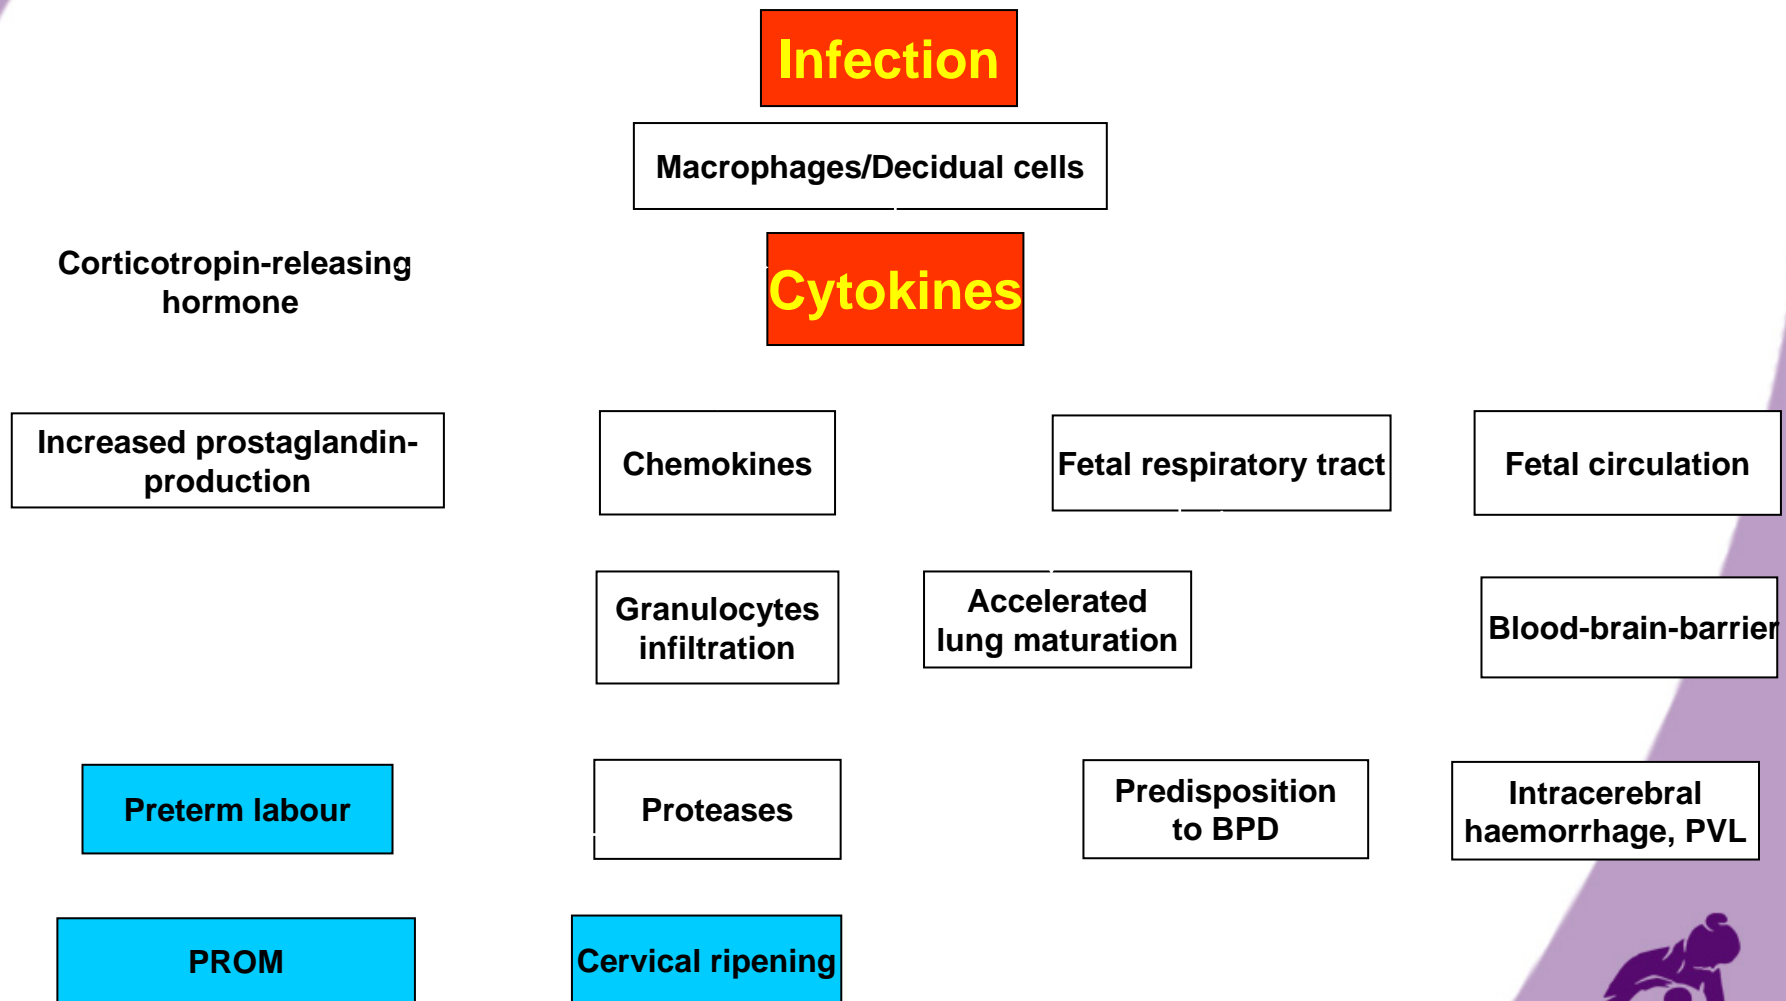 Infection
Macrophages/Decidual cells
Corticotropin-releasing
hormone
Cytokines
Increased prostaglandin-
production
Chemokines
Fetal respiratory tract
Fetal circulation
Granulocytes
infiltration
Accelerated
lung maturation
Blood-brain-barrier
Preterm labour
Proteases
Predisposition
to BPD
Intracerebral
haemorrhage, PVL
PROM
Cervical ripening